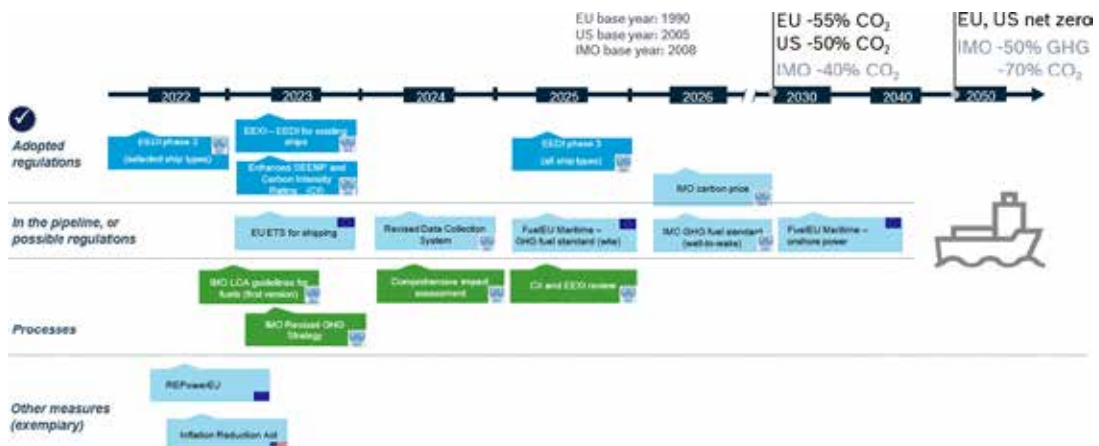 EU base year: 1990
US base year: 2005
IMO base year: 2008
EU -55% CO₂
US -50% CO₂
IMO -40% CO₂
EU, US net zero
IMO -50% GHG
-70% CO₂
2022
2023
2024
2025
2026
2030
2040
2050
Adopted
regulations
EEDI phase 3
(selected ship types)
EEXI – EEDI for existing
ships
Enhanced SEEMP and
Carbon Intensity
Rating (CII)
EEDI phase 3
(all ship types)
IMO carbon price
In the pipeline, or
possible regulations
EU ETS for shipping
Revised Data Collection
System
FuelEU Maritime –
GHG fuel standard (wtw)
IMO GHG fuel standard
(well-to-wake)
FuelEU Maritime –
onshore power
Processes
IMO LCA guidelines for
fuels (first version)
Comprehensive impact
assessment
CII and EEXI review
IMO Revised GHG
Strategy
Other measures
(exemplary)
REPowerEU
Inflation Reduction Act